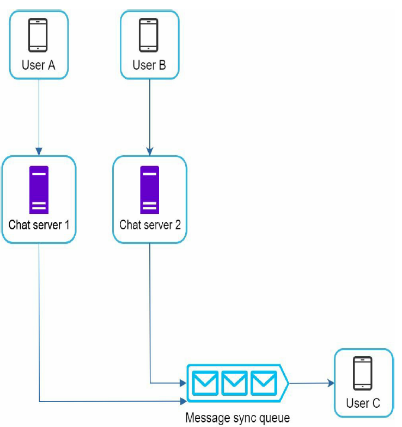 User A
User B
Chat server 1
Chat server 2
User C
Message sync queue